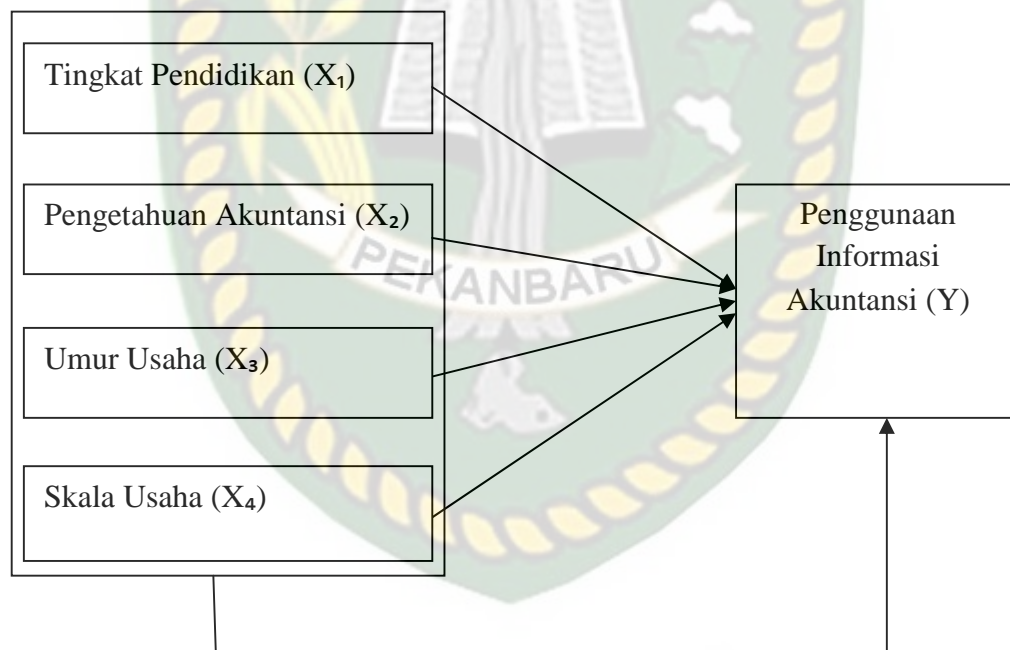 Tingkat Pendidikan (X₁)
Pengetahuan Akuntansi (X₂)
Umur Usaha (X₃)
Skala Usaha (X₄)
Penggunaan
Informasi
Akuntansi (Y)
PEKANBARU